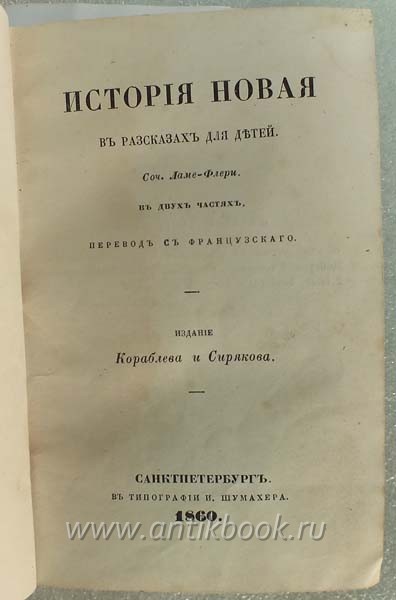 ИСТОРІЯ НОВАЯ
ВЪ РАЗСКАЗАХЪ ДЛЯ ДѢТЕЙ.
Соч. Ламе-Флери.
ВЪ ДВУХЪ ЧАСТЯХЪ,
ПЕРЕВОДЪ СЪ ФРАНЦУЗСКАГО.
ИЗДАНІЕ
Кораблева и Сирякова.
САНКТПЕТЕРБУРГЪ.
ВЪ ТИПОГРАФІИ И. ШУМАХЕРА.
1860.
www.antikbook.ru